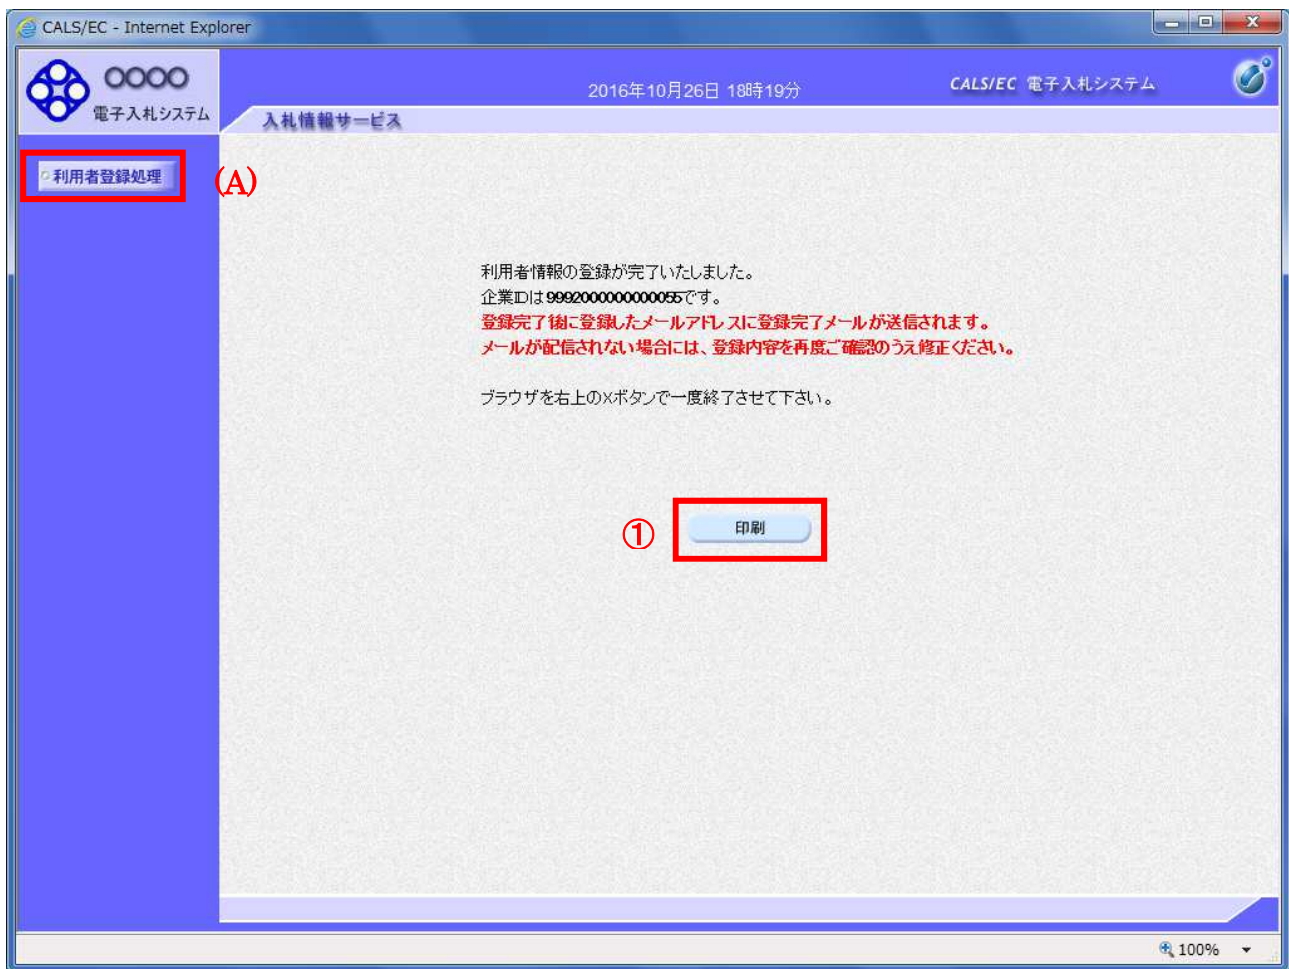 CALS/EC - Internet Explorer
○○○○
電子入札システム
2016年10月26日 18時19分
CALS/EC 電子入札システム
入札情報サービス
利用者登録処理
(A)
利用者情報の登録が完了いたしました。
企業IDは9992000000000055です。
登録完了後に登録したメールアドレスに登録完了メールが送信されます。
メールが配信されない場合には、登録内容を再度ご確認のうえ修正ください。
ブラウザを右上の×ボタンで一度終了させて下さい。
①
印刷
100%